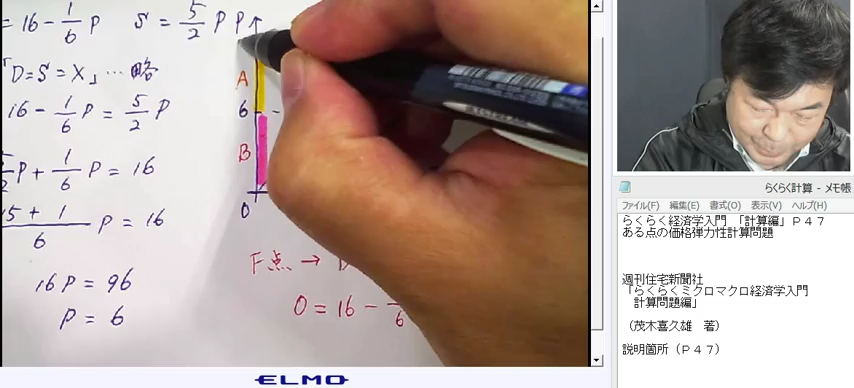 = 16 - 1/6 P S = 5/2 P P
「D=S=X」… 略
16 - 1/6 P = 5/2 P
P + 1/6 P = 16
15 + 1 / 6 P = 16
16P = 96
P = 6
A
6
B
0
F点 →
0 = 16 - 6
ELMO
らくらく計算 - メモ帳
ファイル(F) 編集(E) 書式(O) 表示(V) ヘルプ(H)
らくらく経済学入門 「計算編」P47
ある点の価格弾力性計算問題
週刊住宅新聞社
「らくらくミクロマクロ経済学入門
計算問題編」
(茂木喜久雄 著)
説明箇所(P47)